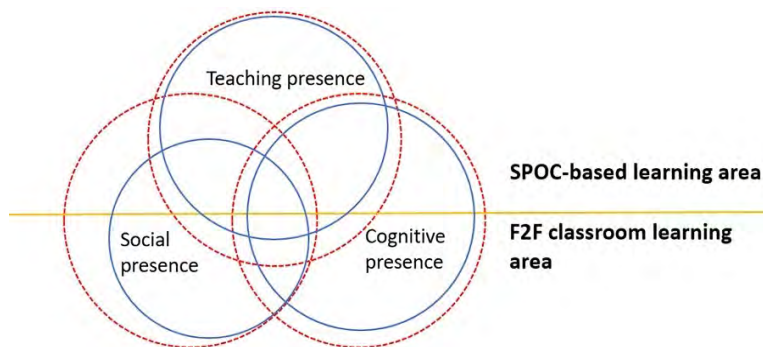 Teaching presence
SPOC-based learning area
Social
presence
Cognitive
presence
F2F classroom learning
area